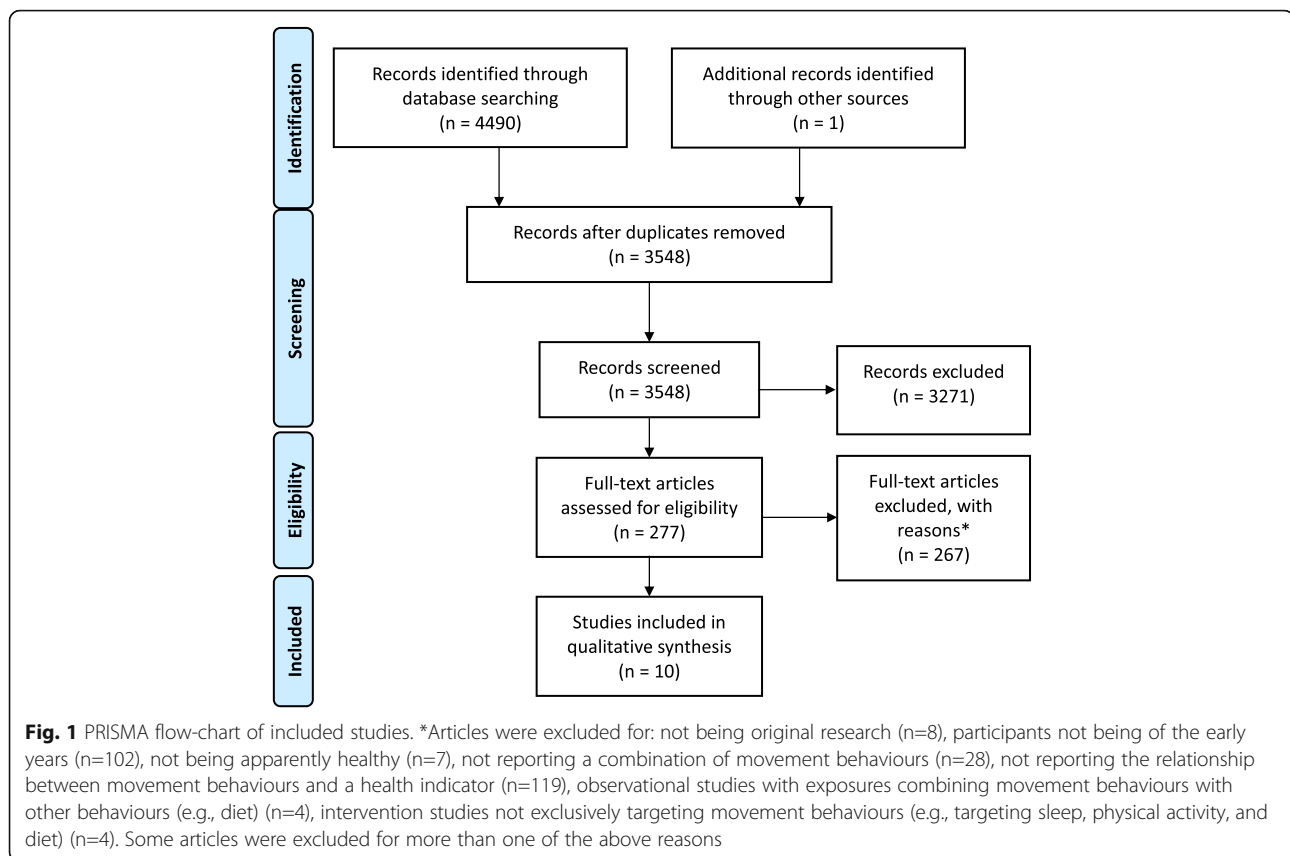 Identification
Records identified through
database searching
(n = 4490)
Additional records identified
through other sources
(n = 1)
Screening
Records after duplicates removed
(n = 3548)
Records screened
(n = 3548)
Records excluded
(n = 3271)
Eligibility
Full-text articles
assessed for eligibility
(n = 277)
Full-text articles
excluded, with
reasons*
(n = 267)
Included
Studies included in
qualitative synthesis
(n = 10)
Fig. 1 PRISMA flow-chart of included studies. *Articles were excluded for: not being original research (n=8), participants not being of the early
years (n=102), not being apparently healthy (n=7), not reporting a combination of movement behaviours (n=28), not reporting the relationship
between movement behaviours and a health indicator (n=119), observational studies with exposures combining movement behaviours with
other behaviours (e.g., diet) (n=4), intervention studies not exclusively targeting movement behaviours (e.g., targeting sleep, physical activity, and
diet) (n=4). Some articles were excluded for more than one of the above reasons